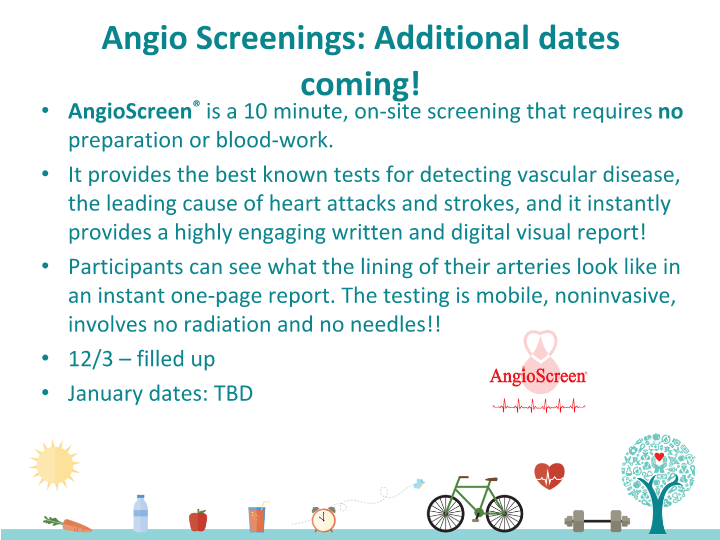 Angio Screenings: Additional dates
coming!
• AngioScreen® is a 10 minute, on-site screening that requires no
preparation or blood-work.
• It provides the best known tests for detecting vascular disease,
the leading cause of heart attacks and strokes, and it instantly
provides a highly engaging written and digital visual report!
• Participants can see what the lining of their arteries look like in
an instant one-page report. The testing is mobile, noninvasive,
involves no radiation and no needles!!
• 12/3 – filled up
• January dates: TBD
AngioScreen